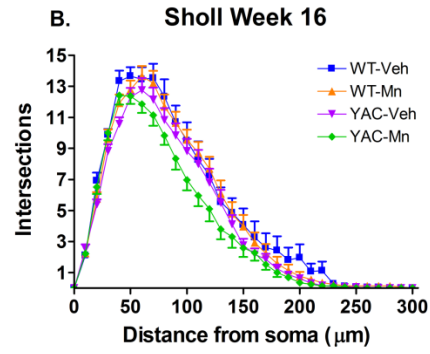 B. Sholl Week 16
WT-Veh
WT-Mn
YAC-Veh
YAC-Mn
Intersections
15
13
11
9
7
5
3
1
0 50 100 150 200 250 300
Distance from soma (μm)